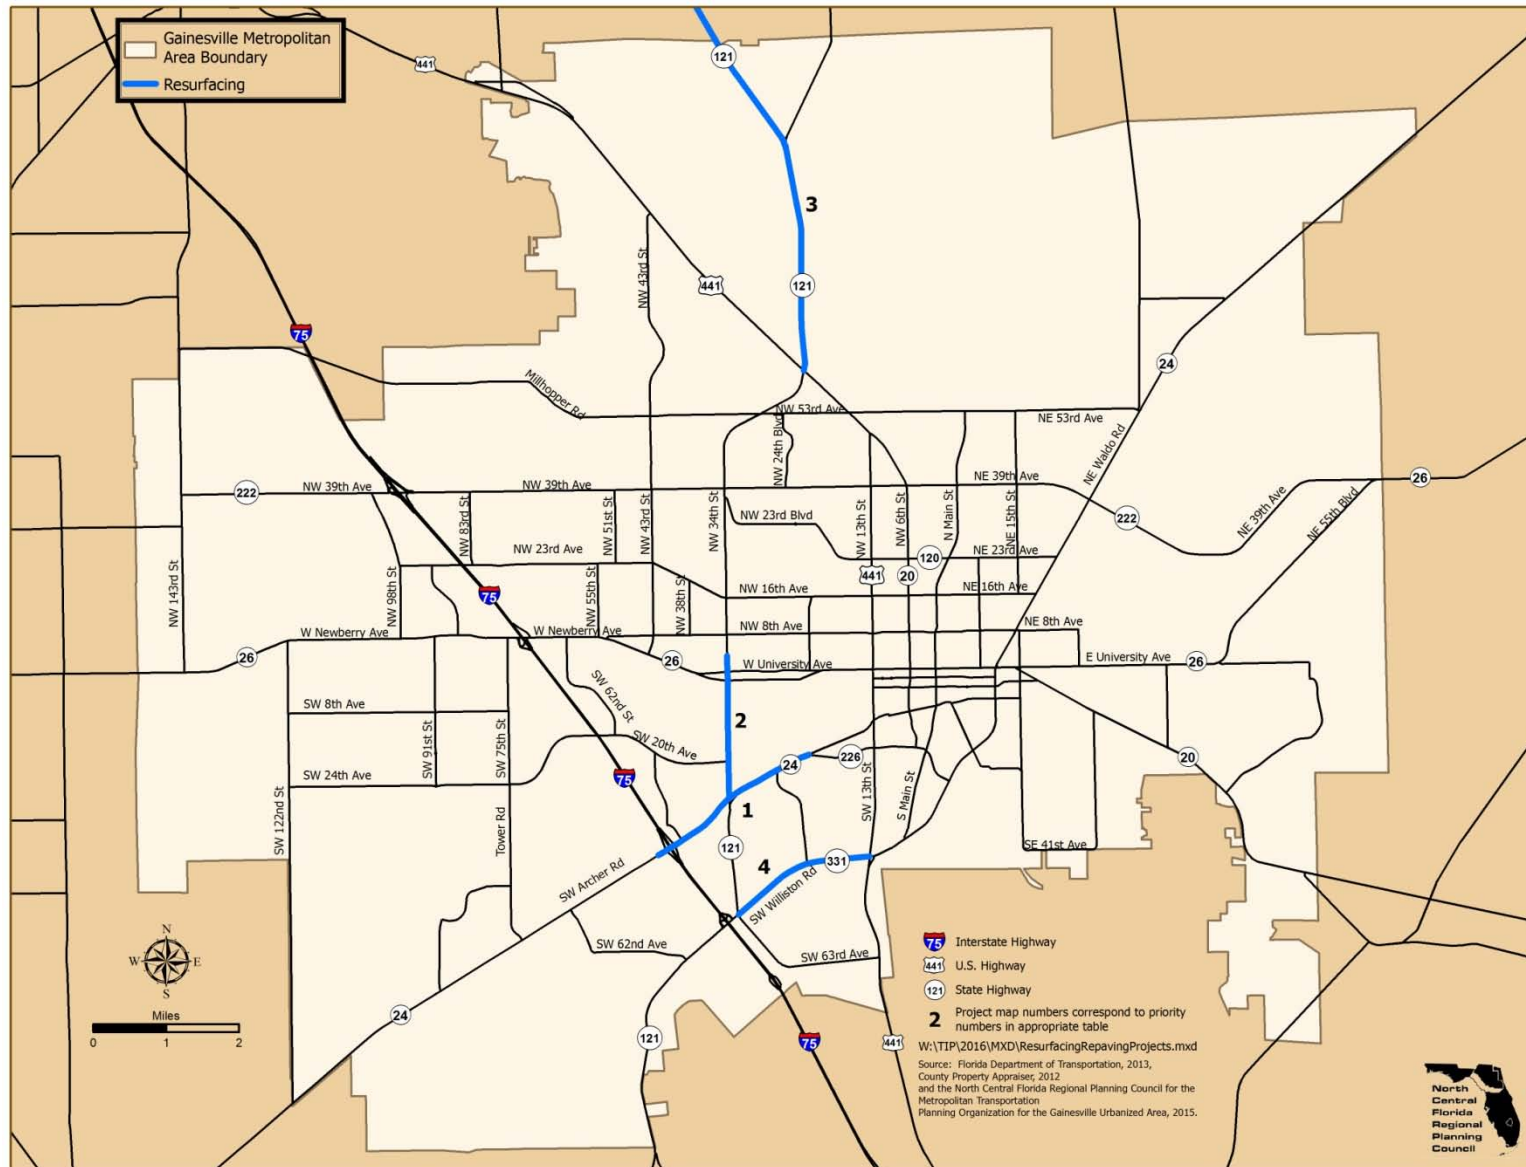 Gainesville Metropolitan
Area Boundary
Resurfacing
441
121
3
NW 43rd St
441
121
75
24
Millhopper Rd
NW 53rd Ave
NE 53rd Ave
NW 24th Blvd
NE Waldo Rd
222
NW 39th Ave
NW 39th Ave
NE 39th Ave
26
NW 83rd St
NW 51st St
NW 43rd St
NW 34th St
NW 23rd Blvd
NW 13th St
NW 6th St
N Main St
NE 15th St
222
NE 39th Ave
NE 55th Blvd
NW 23rd Ave
120
NE 23rd Ave
NW 143rd St
NW 98th St
75
NW 55th St
NW 38th St
441
20
NW 16th Ave
NE 16th Ave
W Newberry Ave
W Newberry Ave
NW 8th Ave
NE 8th Ave
26
26
W University Ave
E University Ave
26
SW 62nd St
SW 8th Ave
2
SW 91st St
SW 75th St
SW 20th Ave
226
20
SW 24th Ave
75
24
SW 122nd St
Tower Rd
1
SW 13th St
S Main St
121
331
SE 41st Ave
SW Archer Rd
4
SW Williston Rd
SW 62nd Ave
SW 63rd Ave
24
121
75
441
N
W
E
S
Miles
0 1 2
75 Interstate Highway
441 U.S. Highway
121 State Highway
2 Project map numbers correspond to priority
numbers in appropriate table
W:\TIP\2016\MXD\ResurfacingRepavingProjects.mxd
Source: Florida Department of Transportation, 2013,
County Property Appraiser, 2012
and the North Central Florida Regional Planning Council for the
Metropolitan Transportation
Planning Organization for the Gainesville Urbanized Area, 2015.
North
Central
Florida
Regional
Planning
Council